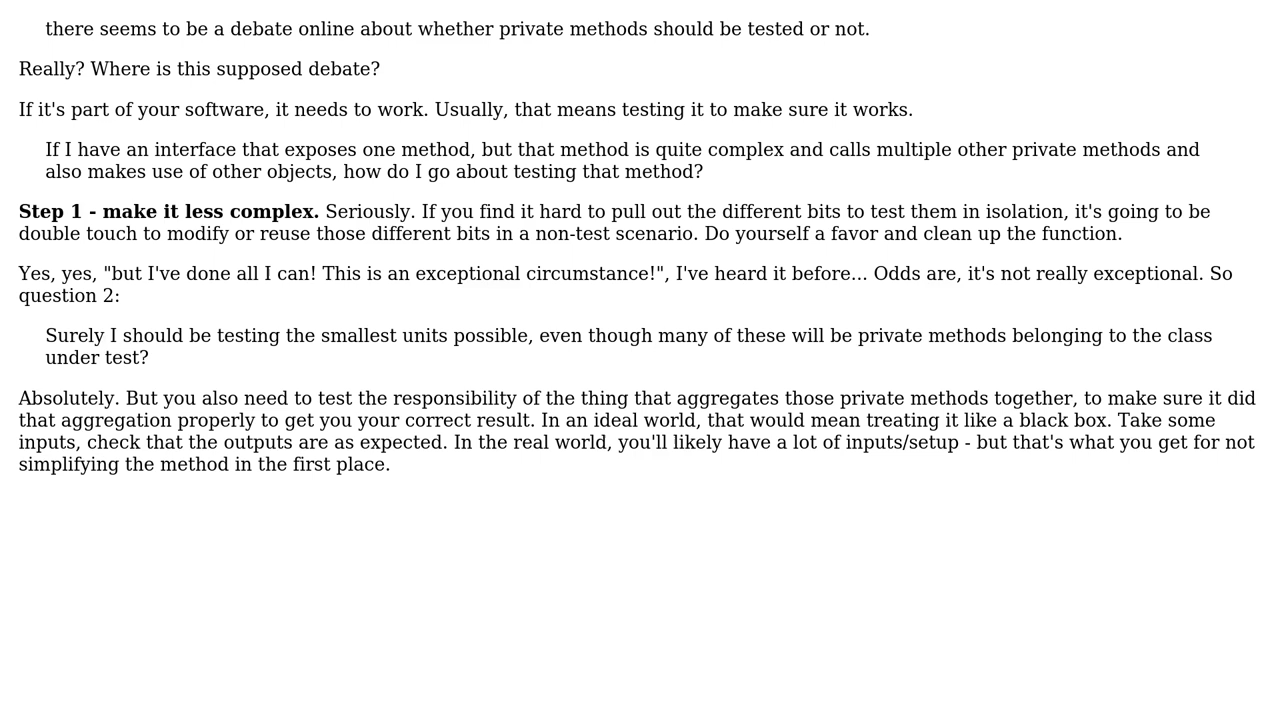 there seems to be a debate online about whether private methods should be tested or not.
Really? Where is this supposed debate?
If it's part of your software, it needs to work. Usually, that means testing it to make sure it works.
If I have an interface that exposes one method, but that method is quite complex and calls multiple other private methods and
also makes use of other objects, how do I go about testing that method?
Step 1 - make it less complex. Seriously. If you find it hard to pull out the different bits to test them in isolation, it's going to be
double touch to modify or reuse those different bits in a non-test scenario. Do yourself a favor and clean up the function.
Yes, yes, "but I've done all I can! This is an exceptional circumstance!", I've heard it before... Odds are, it's not really exceptional. So
question 2:
Surely I should be testing the smallest units possible, even though many of these will be private methods belonging to the class
under test?
Absolutely. But you also need to test the responsibility of the thing that aggregates those private methods together, to make sure it did
that aggregation properly to get you your correct result. In an ideal world, that would mean treating it like a black box. Take some
inputs, check that the outputs are as expected. In the real world, you'll likely have a lot of inputs/setup - but that's what you get for not
simplifying the method in the first place.